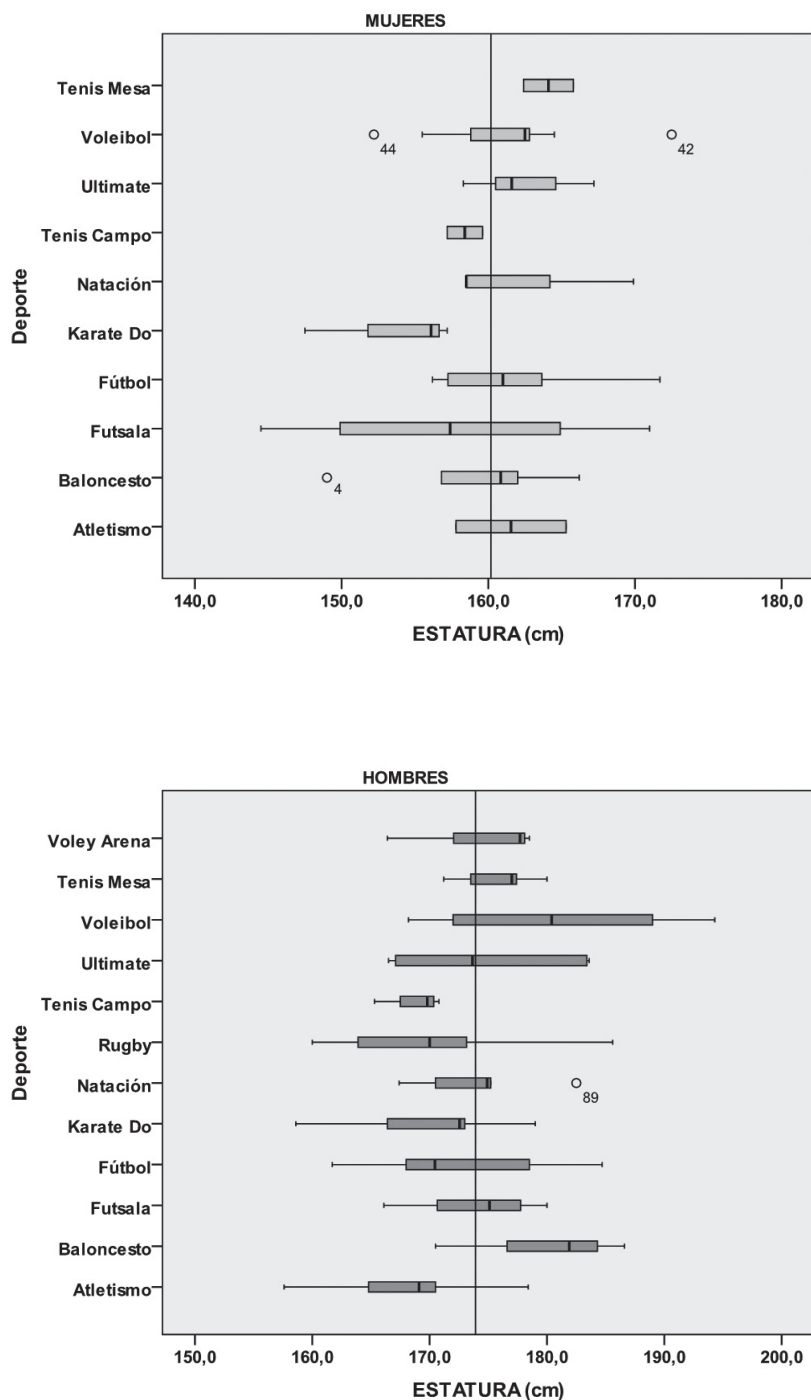 MUJERES
Deporte
Tenis Mesa
Voleibol
44
42
Ultimate
Tenis Campo
Natación
Karate Do
Fútbol
Futsala
Baloncesto
4
Atletismo
140,0 150,0 160,0 170,0 180,0
ESTATURA (cm)
HOMBRES
Deporte
Voley Arena
Tenis Mesa
Voleibol
Ultimate
Tenis Campo
Rugby
Natación
89
Karate Do
Fútbol
Futsala
Baloncesto
Atletismo
150,0 160,0 170,0 180,0 190,0 200,0
ESTATURA (cm)